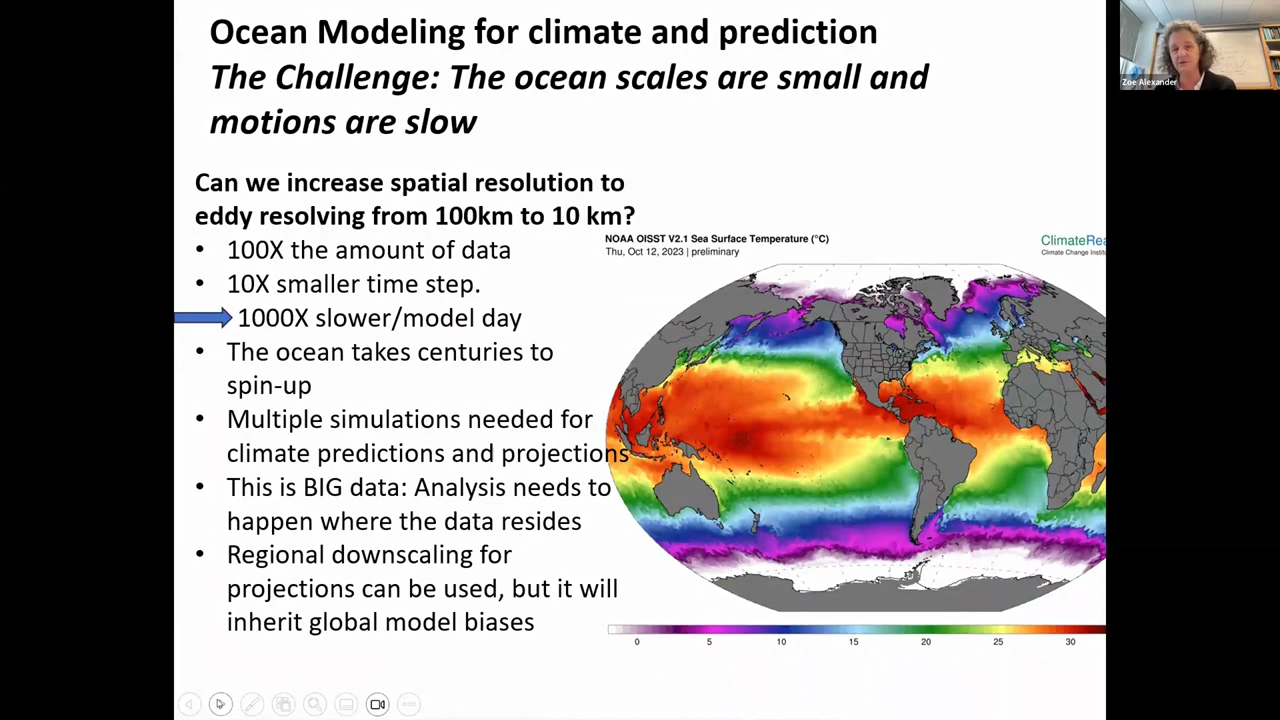 Ocean Modeling for climate and prediction
The Challenge: The ocean scales are small and
motions are slow
Can we increase spatial resolution to
eddy resolving from 100km to 10 km?
• 100X the amount of data
• 10X smaller time step.
1000X slower/model day
• The ocean takes centuries to
spin-up
• Multiple simulations needed for
climate predictions and projections
• This is BIG data: Analysis needs to
happen where the data resides
• Regional downscaling for
projections can be used, but it will
inherit global model biases
NOAA OISST V2.1 Sea Surface Temperature (°C)
Thu, Oct 12, 2023 | preliminary
ClimateRea
Climate Change Instit
0 5 10 15 20 25 30
Zoe Alexander